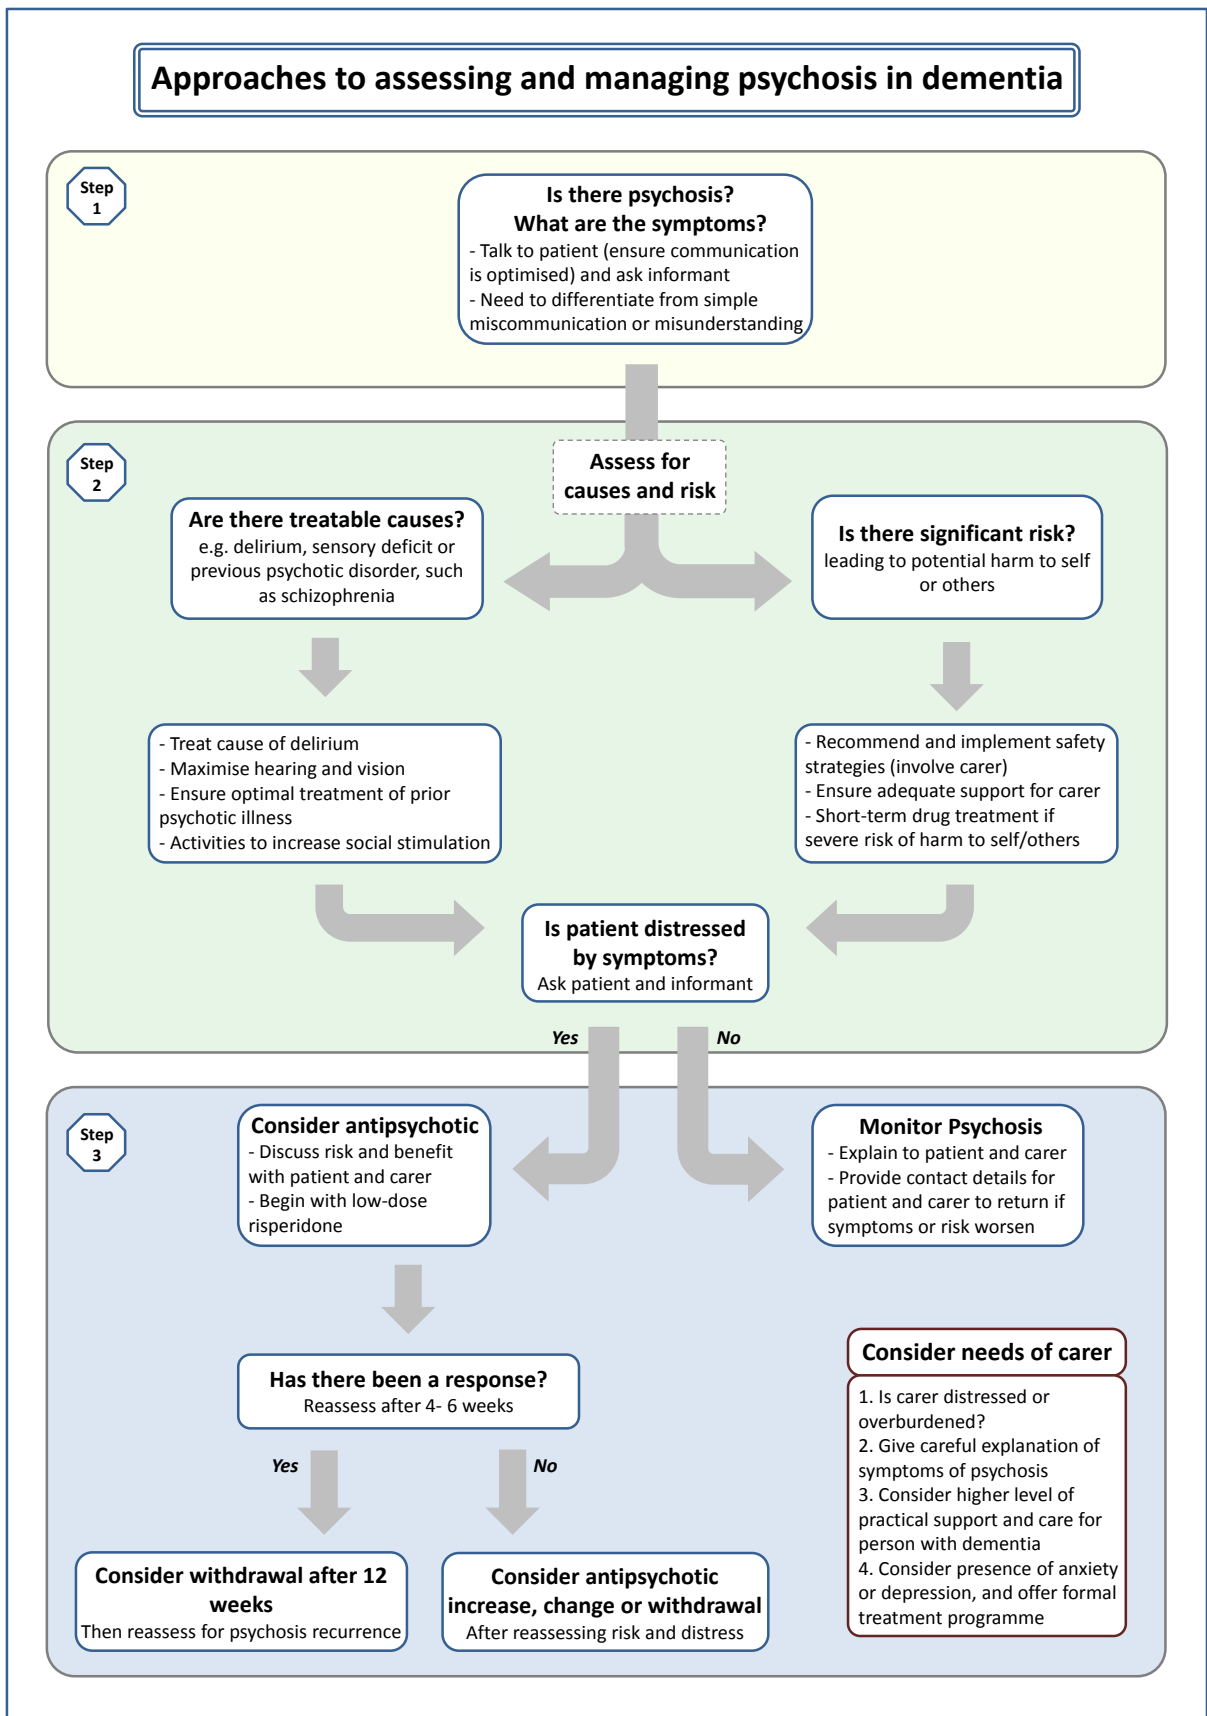 Approaches to assessing and managing psychosis in dementia
Step
1
Is there psychosis?
What are the symptoms?
- Talk to patient (ensure communication
is optimised) and ask informant
- Need to differentiate from simple
miscommunication or misunderstanding
Step
2
Assess for
causes and risk
Are there treatable causes?
e.g. delirium, sensory deficit or
previous psychotic disorder, such
as schizophrenia
Is there significant risk?
leading to potential harm to self
or others
- Treat cause of delirium
- Maximise hearing and vision
- Ensure optimal treatment of prior
psychotic illness
- Activities to increase social stimulation
- Recommend and implement safety
strategies (involve carer)
- Ensure adequate support for carer
- Short-term drug treatment if
severe risk of harm to self/others
Is patient distressed
by symptoms?
Ask patient and informant
Yes
No
Step
3
Consider antipsychotic
- Discuss risk and benefit
with patient and carer
- Begin with low-dose
risperidone
Monitor Psychosis
- Explain to patient and carer
- Provide contact details for
patient and carer to return if
symptoms or risk worsen
Has there been a response?
Reassess after 4- 6 weeks
Yes
No
Consider withdrawal after 12
weeks
Then reassess for psychosis recurrence
Consider antipsychotic
increase, change or withdrawal
After reassessing risk and distress
Consider needs of carer
1. Is carer distressed or
overburdened?
2. Give careful explanation of
symptoms of psychosis
3. Consider higher level of
practical support and care for
person with dementia
4. Consider presence of anxiety
or depression, and offer formal
treatment programme